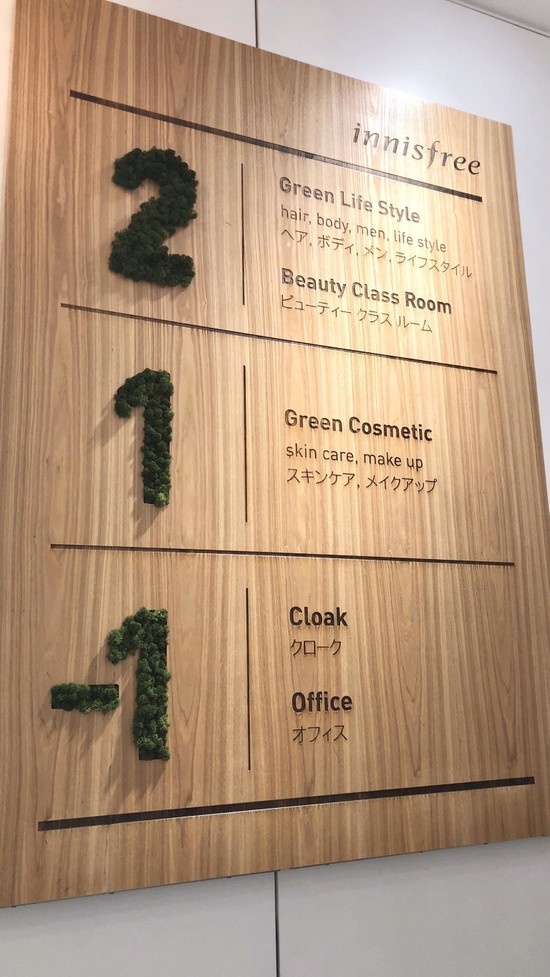 innisfree
2
Green Life Style
hair, body, men, life style
ヘア, ボディ, メン, ライフスタイル
Beauty Class Room
ビューティー クラス ルーム
1
Green Cosmetic
skin care, make up
スキンケア, メイクアップ
-1
Cloak
クローク
Office
オフィス